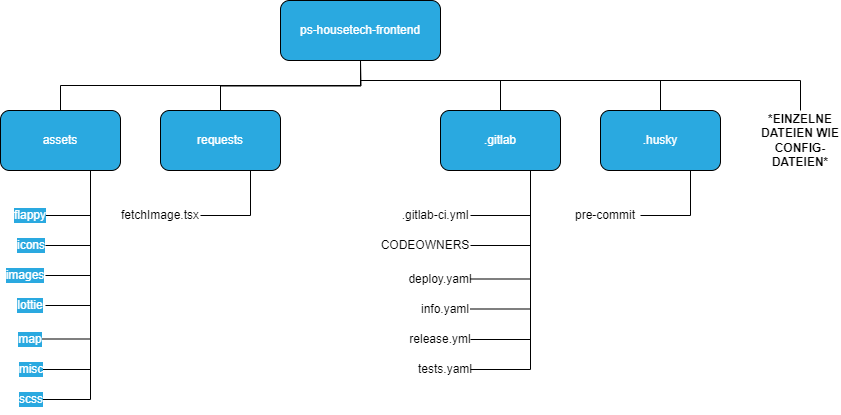 ps-housetech-frontend
assets
requests
.gitlab
.husky
*EINZELNE
DATEIEN WIE
CONFIG-
DATEIEN*
flappy
icons
images
lottie
map
misc
scss
fetchImage.tsx
.gitlab-ci.yml
CODEOWNERS
deploy.yaml
info.yaml
release.yml
tests.yaml
pre-commit